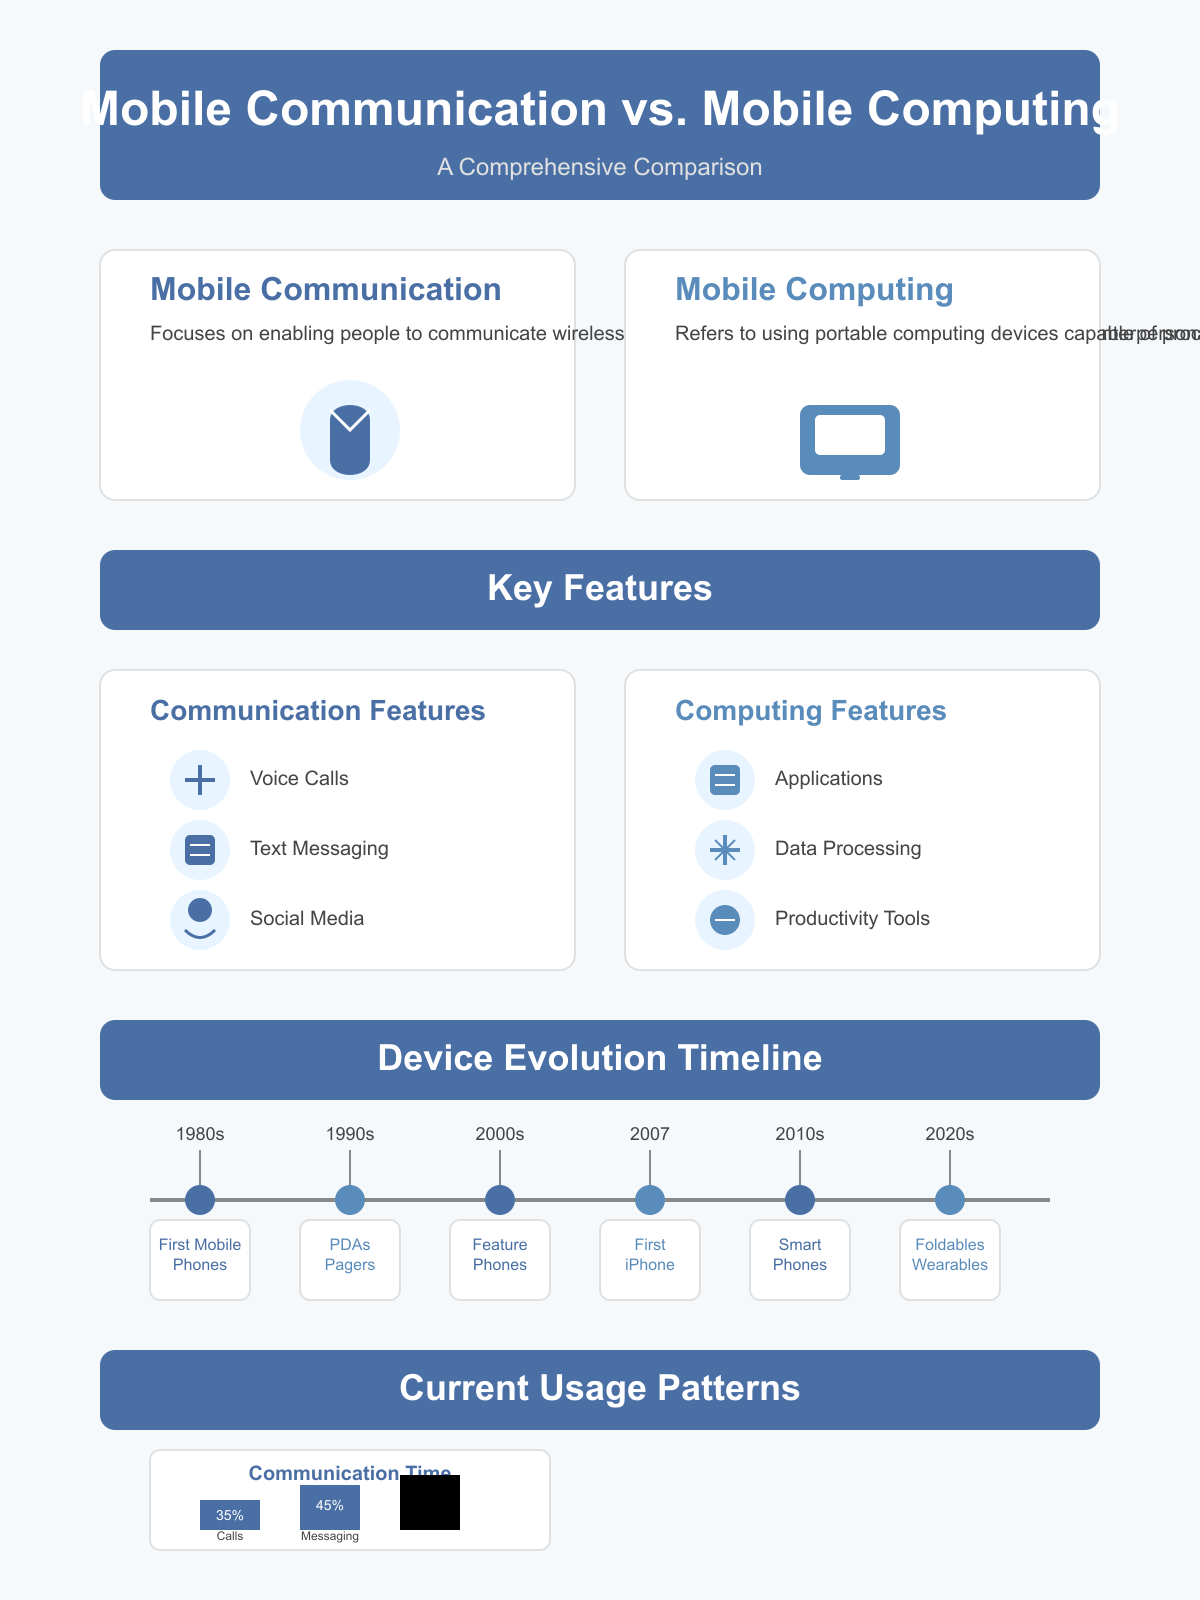 Mobile Communication vs. Mobile Computing
A Comprehensive Comparison
Mobile Communication
Focuses on enabling people to communicate wireless
Mobile Computing
Refers to using portable computing devices
Key Features
Communication Features
Voice Calls
Text Messaging
Social Media
Computing Features
Applications
Data Processing
Productivity Tools
Device Evolution Timeline
1980s
1990s
2000s
2007
2010s
2020s
First Mobile
Phones
PDAs
Pagers
Feature
Phones
First
iPhone
Smart
Phones
Foldables
Wearables
Current Usage Patterns
Communication Time
35%
45%
Calls
Messaging